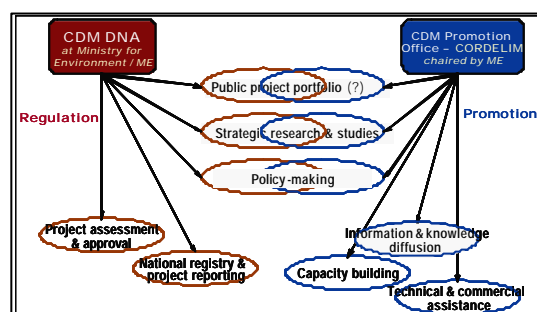 CDM DNA
at Ministry for
Environment / ME
CDM Promotion
Office – CORDELIM
chaired by ME
Public project portfolio (?)
Regulation
Promotion
Strategic research & studies
Policy-making
Project assessment
& approval
Information & knowledge
diffusion
National registry &
project reporting
Capacity building
Technical & commercial
assistance